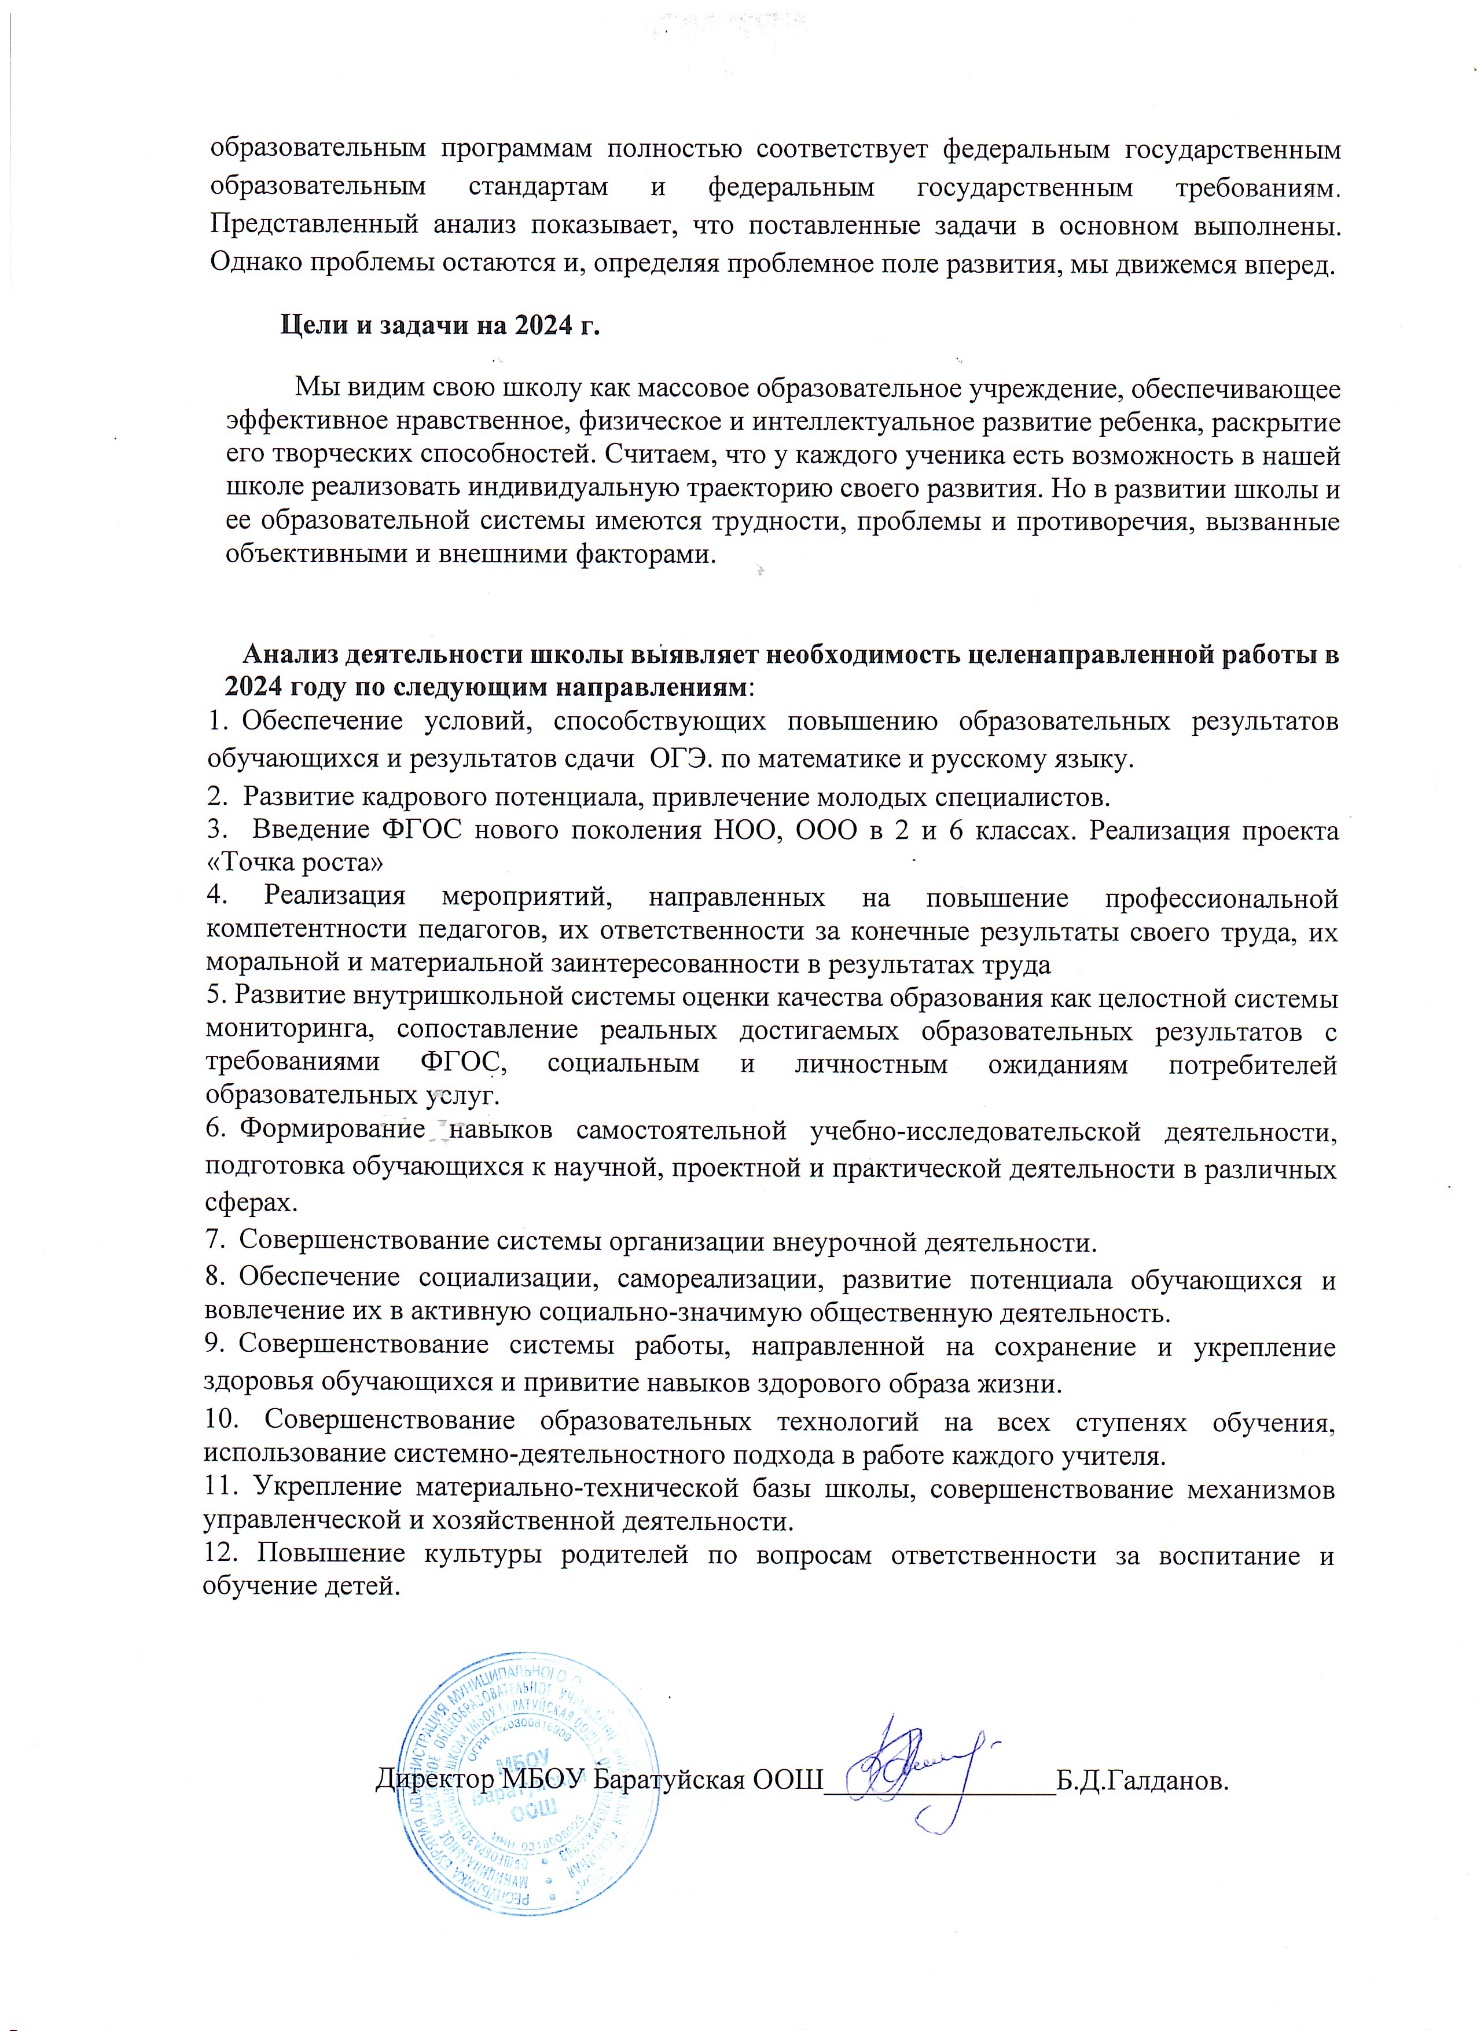 образовательным программам полностью соответствует федеральным государственным
образовательным стандартам и федеральным государственным требованиям.
Представленный анализ показывает, что поставленные задачи в основном выполнены.
Однако проблемы остаются и, определяя проблемное поле развития, мы движемся вперед.
Цели и задачи на 2024 г.
Мы видим свою школу как массовое образовательное учреждение, обеспечивающее
эффективное нравственное, физическое и интеллектуальное развитие ребенка, раскрытие
его творческих способностей. Считаем, что у каждого ученика есть возможность в нашей
школе реализовать индивидуальную траекторию своего развития. Но в развитии школы и
ее образовательной системы имеются трудности, проблемы и противоречия, вызванные
объективными и внешними факторами.
Анализ деятельности школы выявляет необходимость целенаправленной работы в
2024 году по следующим направлениям:
1. Обеспечение условий, способствующих повышению образовательных результатов
обучающихся и результатов сдачи ОГЭ. по математике и русскому языку.
2. Развитие кадрового потенциала, привлечение молодых специалистов.
3. Введение ФГОС нового поколения НОО, ООО в 2 и 6 классах. Реализация проекта
«Точка роста»
4. Реализация мероприятий, направленных на повышение профессиональной
компетентности педагогов, их ответственности за конечные результаты своего труда, их
моральной и материальной заинтересованности в результатах труда
5. Развитие внутришкольной системы оценки качества образования как целостной системы
мониторинга, сопоставление реальных достигаемых образовательных результатов с
требованиями ФГОС, социальным и личностным ожиданиям потребителей
образовательных услуг.
6. Формирование навыков самостоятельной учебно-исследовательской деятельности,
подготовка обучающихся к научной, проектной и практической деятельности в различных
сферах.
7. Совершенствование системы организации внеурочной деятельности.
8. Обеспечение социализации, самореализации, развитие потенциала обучающихся и
вовлечение их в активную социально-значимую общественную деятельность.
9. Совершенствование системы работы, направленной на сохранение и укрепление
здоровья обучающихся и привитие навыков здорового образа жизни.
10. Совершенствование образовательных технологий на всех ступенях обучения,
использование системно-деятельностного подхода в работе каждого учителя.
11. Укрепление материально-технической базы школы, совершенствование механизмов
управленческой и хозяйственной деятельности.
12. Повышение культуры родителей по вопросам ответственности за воспитание и
обучение детей.
Директор МБОУ Баратуйская ООШ________________Б.Д.Галданов.
РЕСПУБЛИКА БУРЯТИЯ АДМИНИСТРАЦИЯ МУНИЦИПАЛЬНОГО
МБОУ
Баратуйская
ООШ